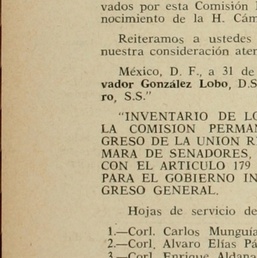 vados por esta Comisión
nocimiento de la H. Cám
Reiteramos a ustedes
nuestra consideración aten
México, D. F., a 31 de
vador González Lobo, D.S
ro, S.S."
"INVENTARIO DE LO
LA COMISION PERMAN
GRESO DE LA UNION R
MARA DE SENADORES,
CON EL ARTICULO 179
PARA EL GOBIERNO IN
GRESO GENERAL.
Hojas de servicio de
1.—Corl. Carlos Munguía
2.—Corl, Alvaro Elías Pá
3.—Corl. Enrique Aldana